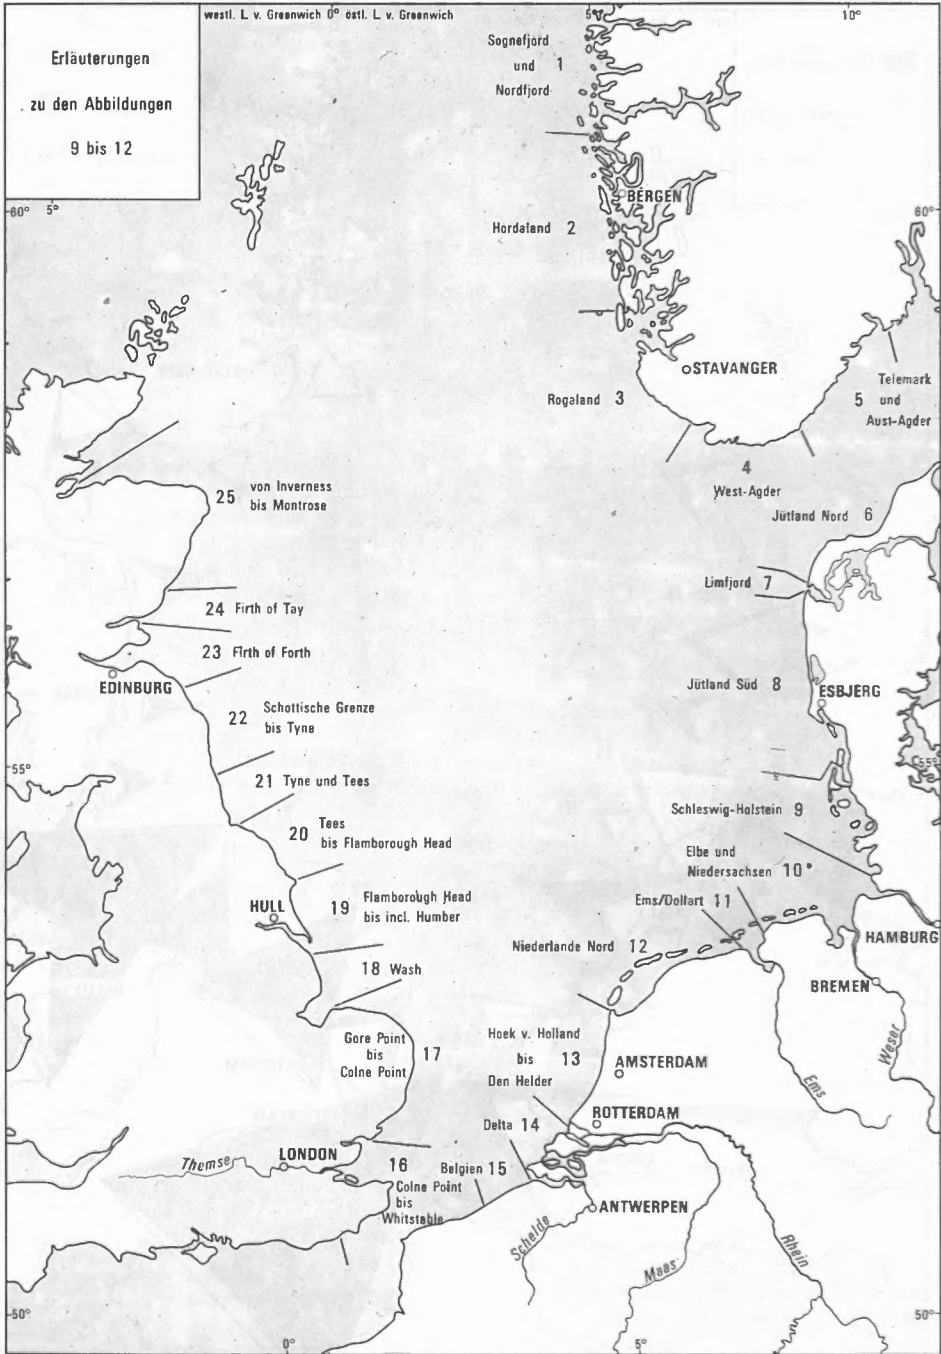 westl. L. v. Greenwich 0° östl. L. v. Greenwich
5°
10°
Erläuterungen
zu den Abbildungen
9 bis 12
60°
5°
60°
Sognefjord
und 1
Nordfjord
BERGEN
Hordaland 2
STAVANGER
Rogaland 3
4
West-Agder
5 Telemark
und
Aust-Agder
Jütland Nord 6
Limfjord 7
Jütland Süd 8
ESBJERG
55°
55°
Schleswig-Holstein 9
Elbe und
Niedersachsen 10
Ems/Dollart 11
HAMBURG
Niederlande Nord 12
BREMEN
Weser
Ems
Hoek v. Holland
bis 13
Den Helder
AMSTERDAM
ROTTERDAM
Delta 14
Belgien 15
ANTWERPEN
Schelde
Maas
Rhein
25 von Inverness
bis Montrose
24 Firth of Tay
23 Firth of Forth
EDINBURG
22 Schottische Grenze
bis Tyne
21 Tyne und Tees
20 Tees
bis Flamborough Head
HULL
19 Flamborough Head
bis incl. Humber
18 Wash
Gore Point
bis 17
Colne Point
LONDON
Themse
16
Colne Point
bis
Whitstable
50°
50°
0°
5°